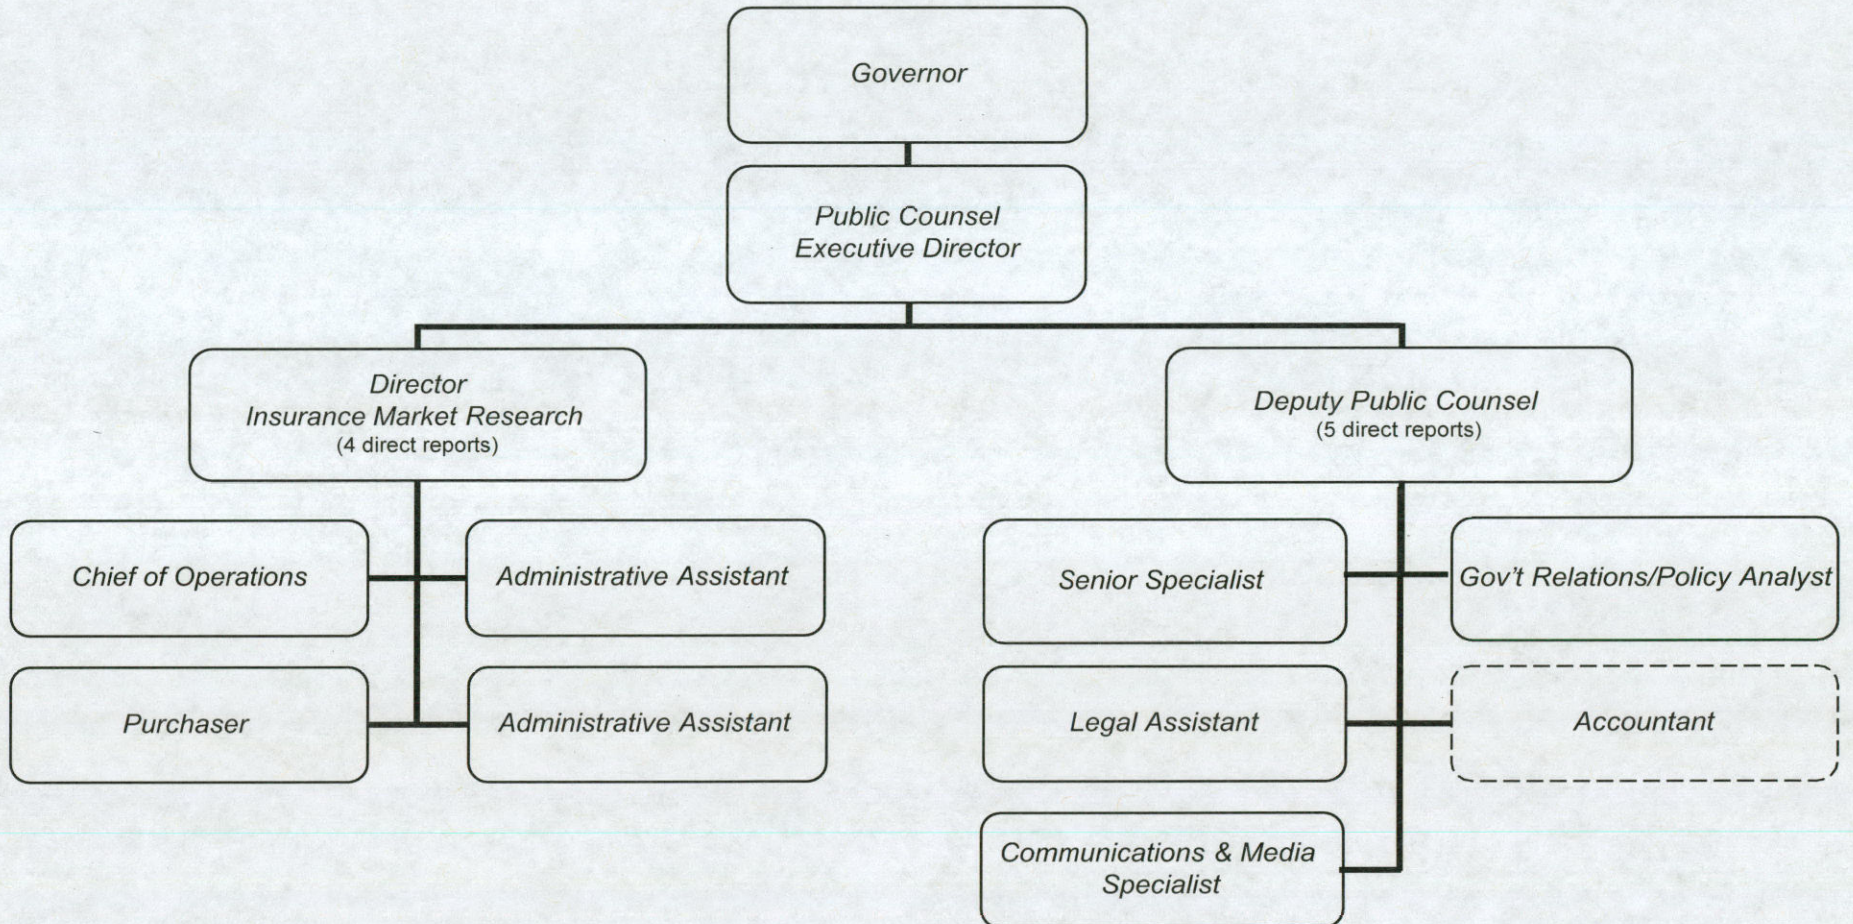 Governor
Public Counsel
Executive Director
Director
Insurance Market Research
(4 direct reports)
Deputy Public Counsel
(5 direct reports)
Chief of Operations
Administrative Assistant
Senior Specialist
Gov't Relations/Policy Analyst
Purchaser
Administrative Assistant
Legal Assistant
Accountant
Communications & Media
Specialist